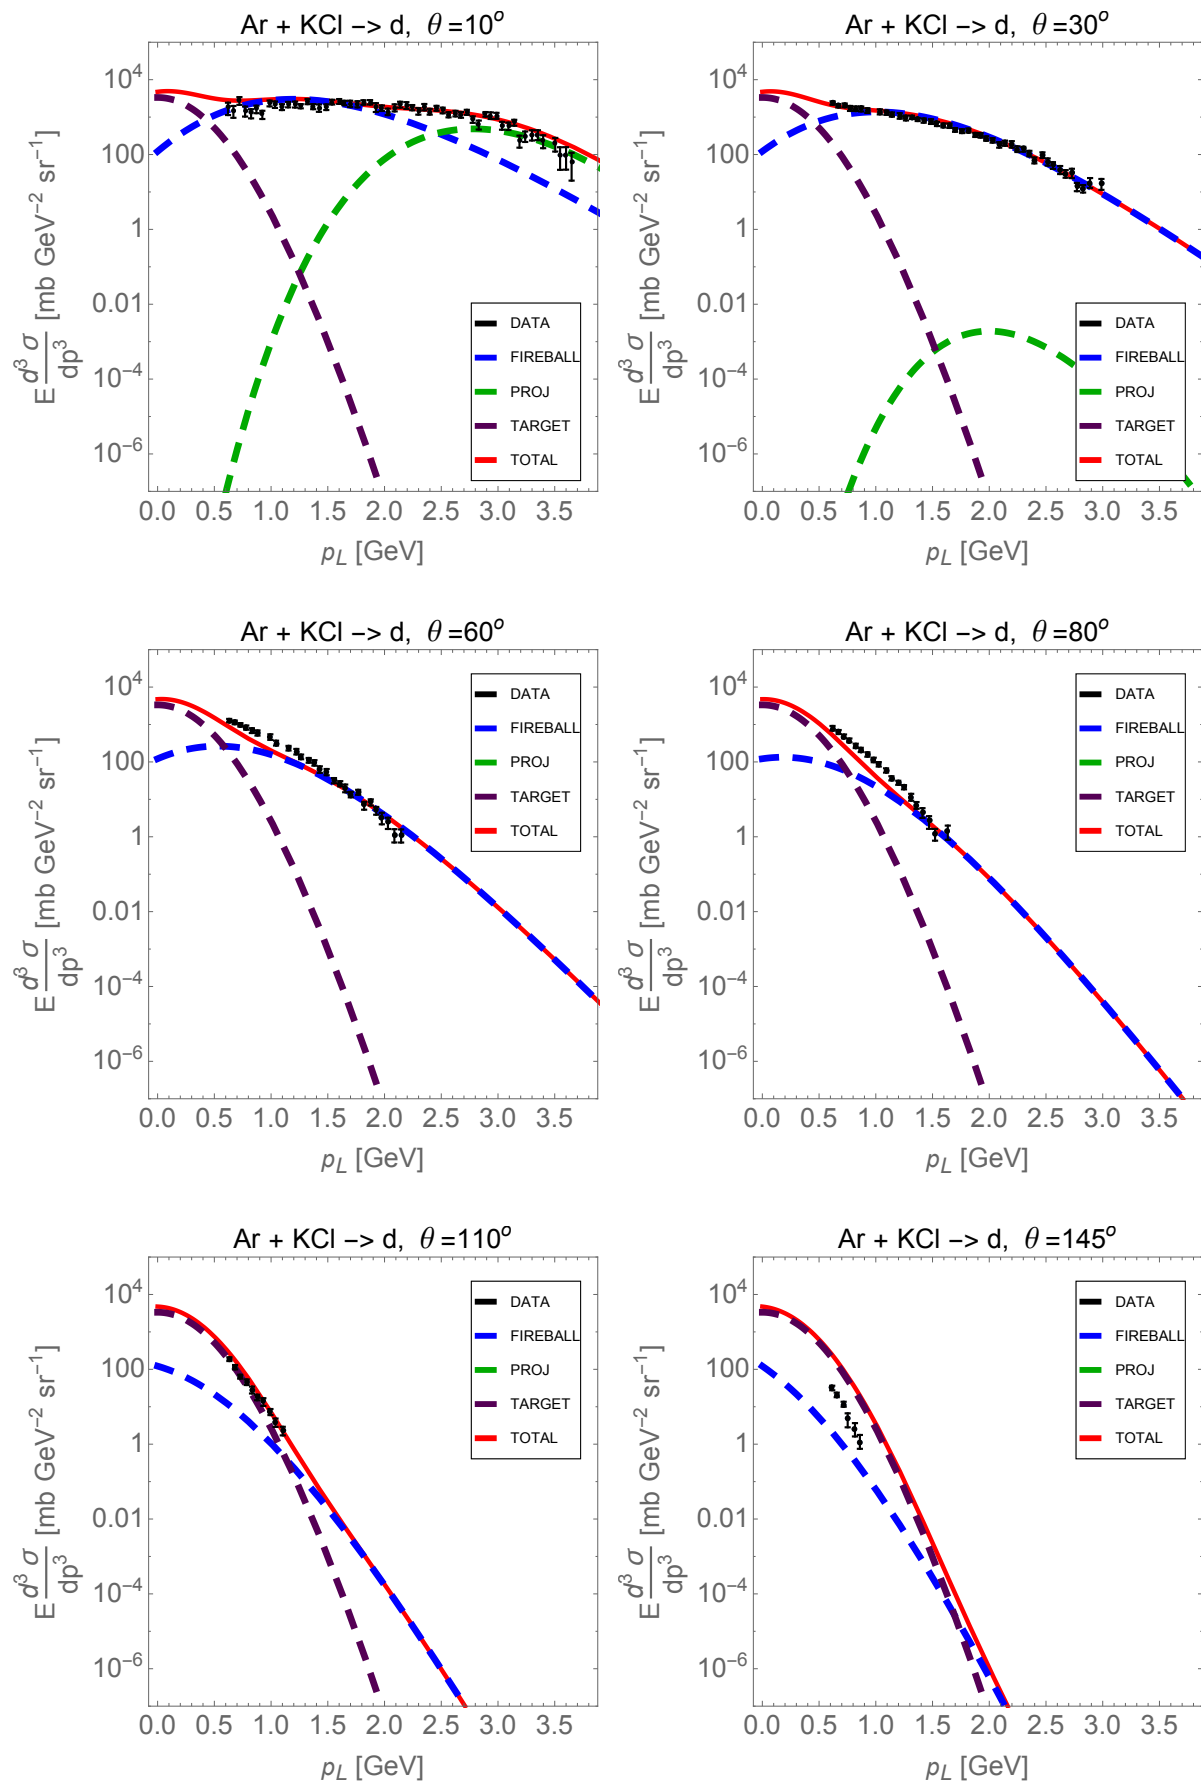 Ar + KCl -> d, θ =10°
E d³σ/dp³ [mb GeV⁻² sr⁻¹]
10⁴
100
1
0.01
10⁻⁴
10⁻⁶
DATA
FIREBALL
PROJ
TARGET
TOTAL
0.0 0.5 1.0 1.5 2.0 2.5 3.0 3.5
p_L [GeV]
Ar + KCl -> d, θ =30°
E d³σ/dp³ [mb GeV⁻² sr⁻¹]
10⁴
100
1
0.01
10⁻⁴
10⁻⁶
DATA
FIREBALL
PROJ
TARGET
TOTAL
0.0 0.5 1.0 1.5 2.0 2.5 3.0 3.5
p_L [GeV]
Ar + KCl -> d, θ =60°
E d³σ/dp³ [mb GeV⁻² sr⁻¹]
10⁴
100
1
0.01
10⁻⁴
10⁻⁶
DATA
FIREBALL
PROJ
TARGET
TOTAL
0.0 0.5 1.0 1.5 2.0 2.5 3.0 3.5
p_L [GeV]
Ar + KCl -> d, θ =80°
E d³σ/dp³ [mb GeV⁻² sr⁻¹]
10⁴
100
1
0.01
10⁻⁴
10⁻⁶
DATA
FIREBALL
PROJ
TARGET
TOTAL
0.0 0.5 1.0 1.5 2.0 2.5 3.0 3.5
p_L [GeV]
Ar + KCl -> d, θ =110°
E d³σ/dp³ [mb GeV⁻² sr⁻¹]
10⁴
100
1
0.01
10⁻⁴
10⁻⁶
DATA
FIREBALL
PROJ
TARGET
TOTAL
0.0 0.5 1.0 1.5 2.0 2.5 3.0 3.5
p_L [GeV]
Ar + KCl -> d, θ =145°
E d³σ/dp³ [mb GeV⁻² sr⁻¹]
10⁴
100
1
0.01
10⁻⁴
10⁻⁶
DATA
FIREBALL
PROJ
TARGET
TOTAL
0.0 0.5 1.0 1.5 2.0 2.5 3.0 3.5
p_L [GeV]